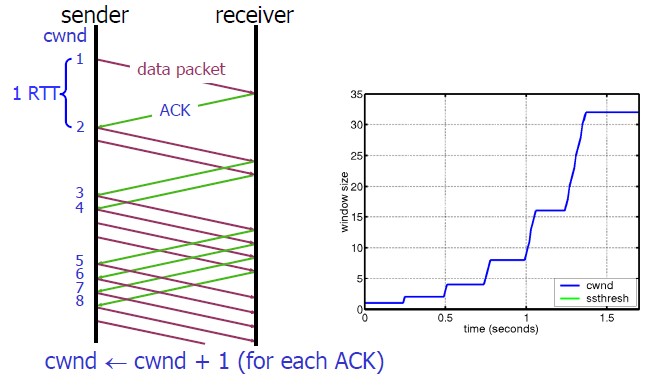 sender receiver
cwnd
1
data packet
1 RTT
ACK
2
3
4
5
6
7
8
cwnd ← cwnd + 1 (for each ACK)
35
30
25
20
15
10
5
0
window size
0 0.5 1 1.5
time (seconds)
cwnd
ssthresh